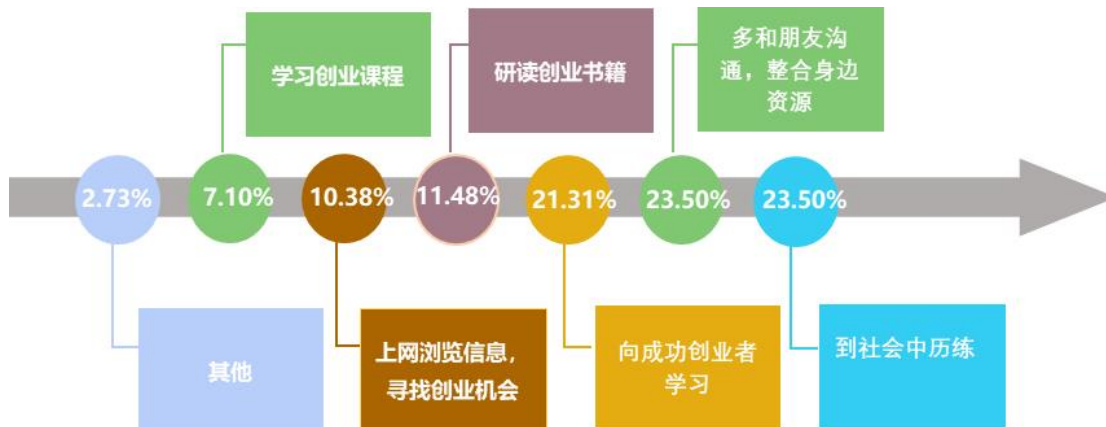 学习创业课程
研读创业书籍
多和朋友沟
通，整合身边
资源
2.73%
7.10%
10.38%
11.48%
21.31%
23.50%
23.50%
其他
上网浏览信息，
寻找创业机会
向成功创业者
学习
到社会中历练